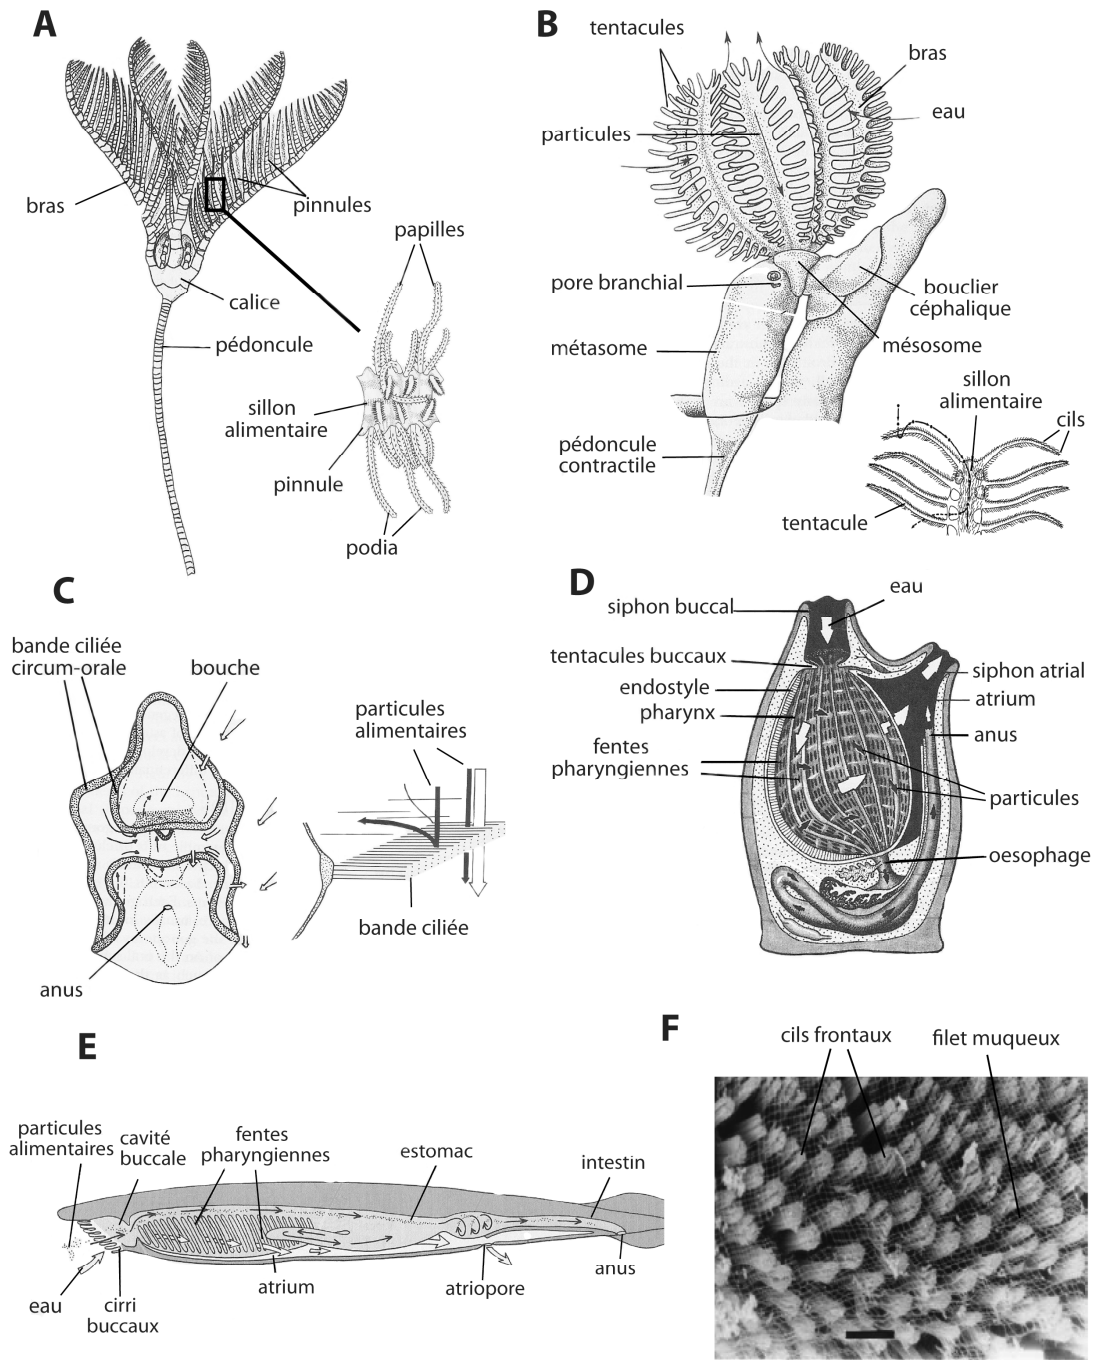 A
bras
pinnules
calice
pédoncule
papilles
sillon
alimentaire
pinnule
podia
B
tentacules
bras
eau
particules
pore branchial
bouclier
céphalique
métasome
mésosome
sillon
alimentaire
cils
pédoncule
contractile
tentacule
C
bande ciliée
circum-orale
bouche
particules
alimentaires
bande ciliée
anus
D
eau
siphon buccal
tentacules buccaux
siphon atrial
endostyle
atrium
pharynx
anus
fentes
pharyngiennes
particules
oesophage
E
particules
alimentaires
cavité
buccale
fentes
pharyngiennes
estomac
intestin
eau
cirri
buccaux
atrium
atriopore
anus
F
cils frontaux
filet muqueux